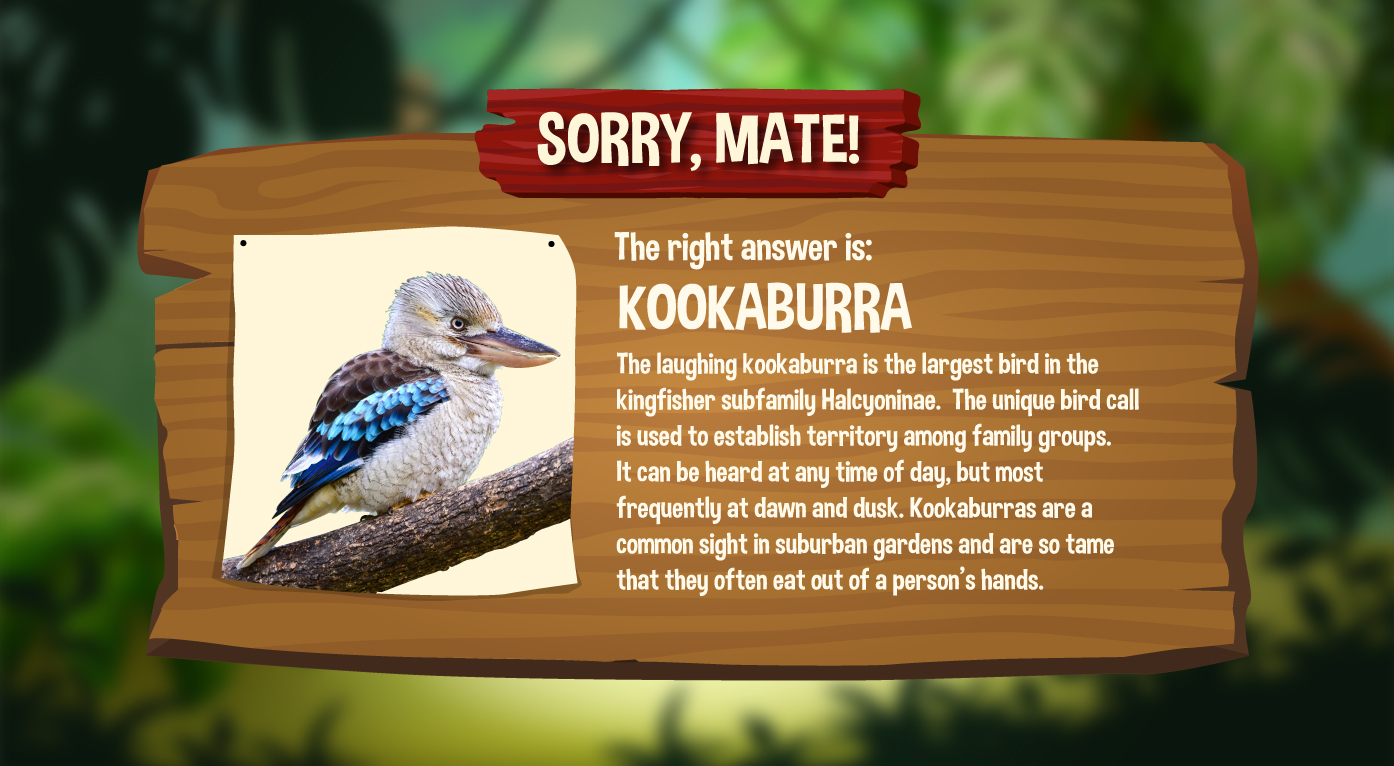 SORRY, MATE!
The right answer is:
KOOKABURRA
The laughing kookaburra is the largest bird in the
kingfisher subfamily Halcyoninae.  The unique bird call
is used to establish territory among family groups.
It can be heard at any time of day, but most
frequently at dawn and dusk. Kookaburras are a
common sight in suburban gardens and are so tame
that they often eat out of a person’s hands.